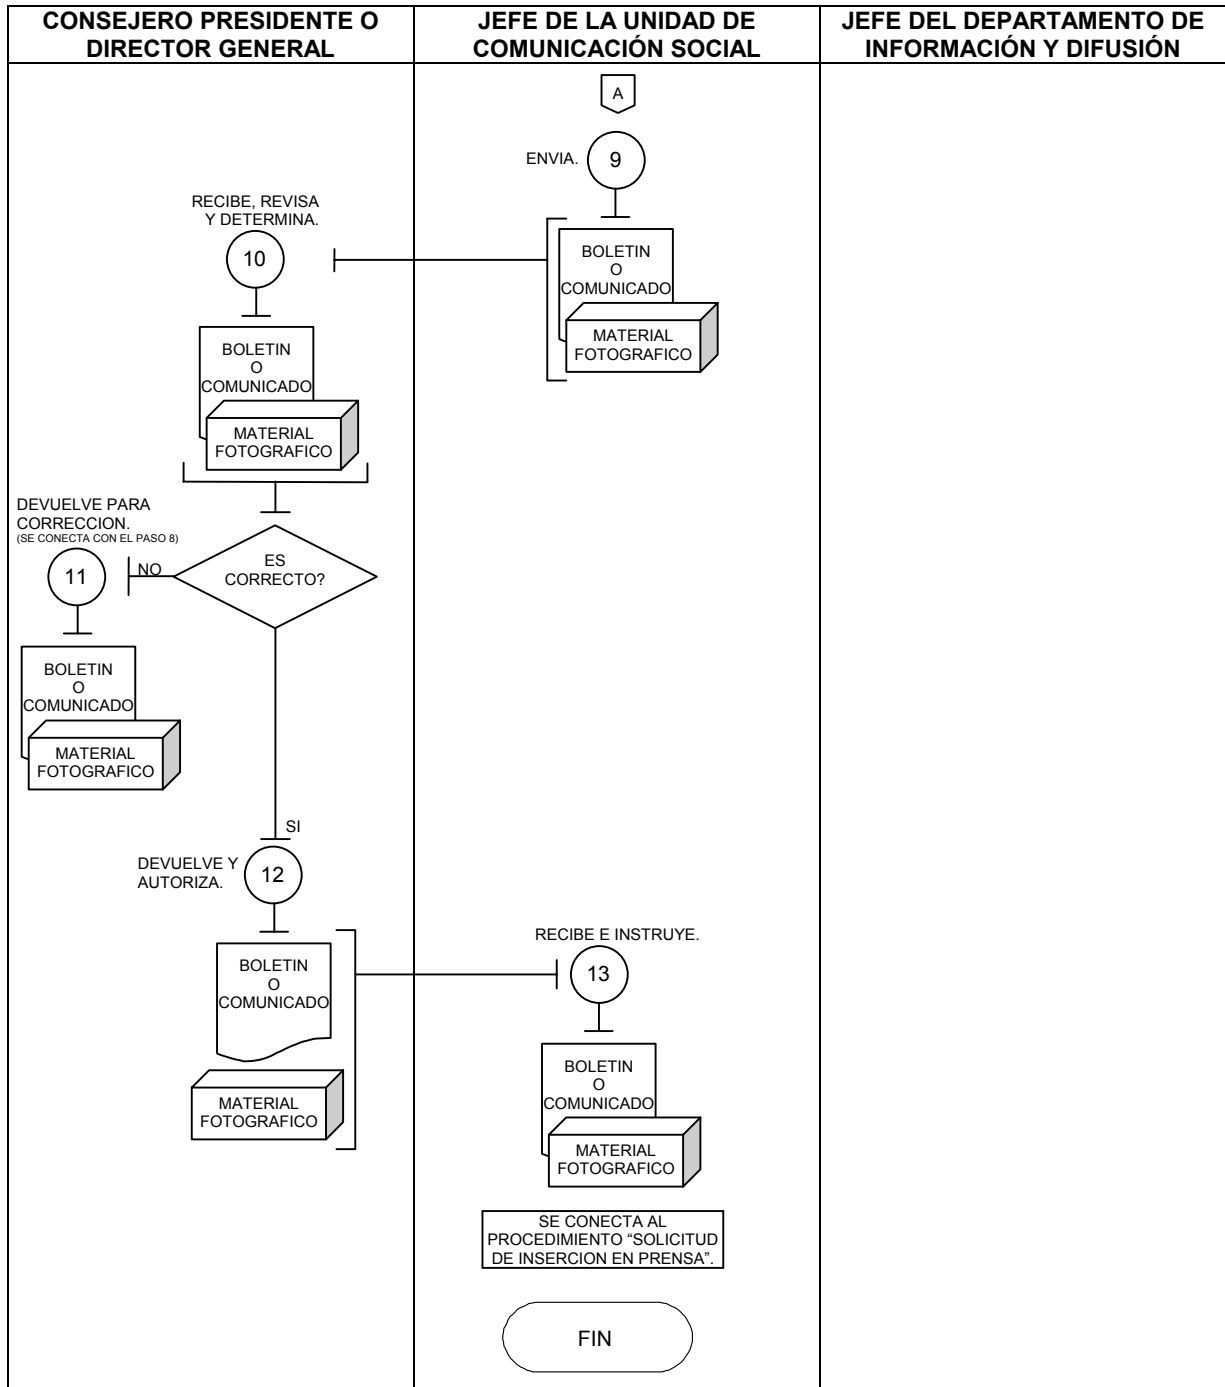 CONSEJERO PRESIDENTE O
DIRECTOR GENERAL
JEFE DE LA UNIDAD DE
COMUNICACIÓN SOCIAL
JEFE DEL DEPARTAMENTO DE
INFORMACIÓN Y DIFUSIÓN
A
ENVIA.
9
BOLETIN
O
COMUNICADO
MATERIAL
FOTOGRAFICO
RECIBE, REVISA
Y DETERMINA.
10
BOLETIN
O
COMUNICADO
MATERIAL
FOTOGRAFICO
ES
CORRECTO?
NO
DEVUELVE PARA
CORRECCION.
(SE CONECTA CON EL PASO 8)
11
BOLETIN
O
COMUNICADO
MATERIAL
FOTOGRAFICO
SI
DEVUELVE Y
AUTORIZA.
12
BOLETIN
O
COMUNICADO
MATERIAL
FOTOGRAFICO
RECIBE E INSTRUYE.
13
BOLETIN
O
COMUNICADO
MATERIAL
FOTOGRAFICO
SE CONECTA AL
PROCEDIMIENTO “SOLICITUD
DE INSERCION EN PRENSA”.
FIN